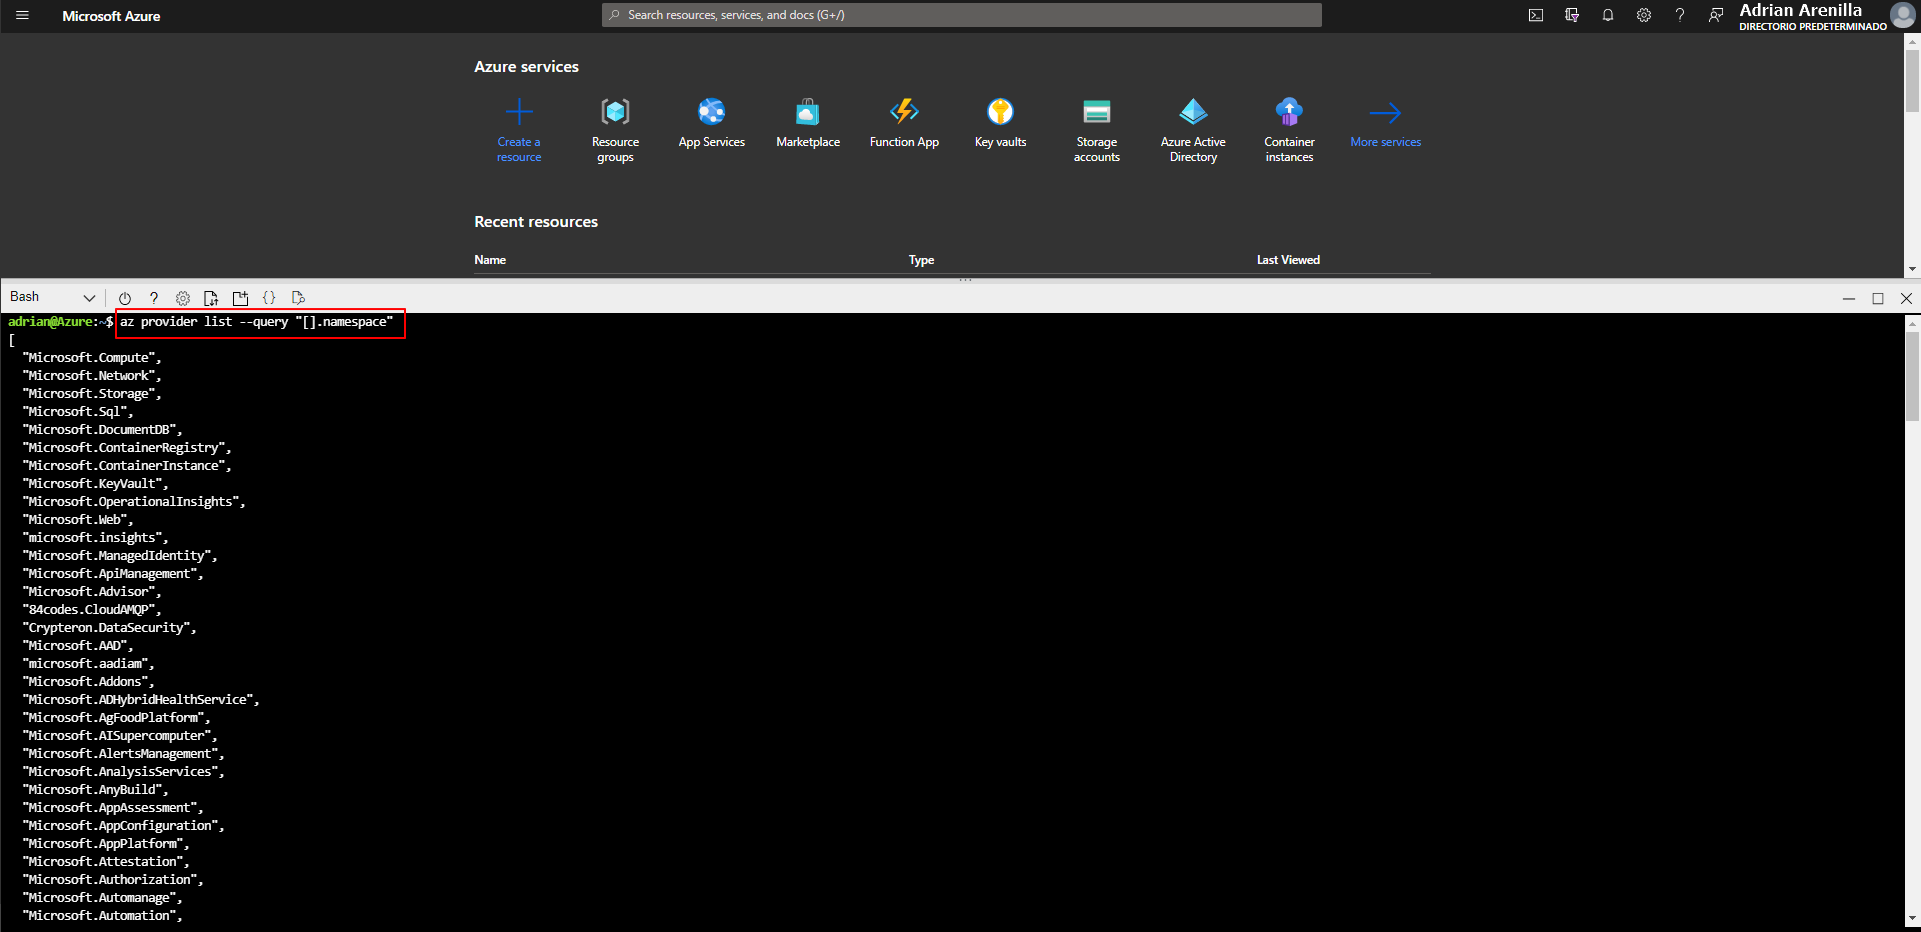 Microsoft Azure
Search resources, services, and docs (G+/)
Adrian Arenilla
DIRECTORIO PREDETERMINADO
Azure services
Create a
resource
Resource
groups
App Services
Marketplace
Function App
Key vaults
Storage
accounts
Azure Active
Directory
Container
instances
More services
Recent resources
Name Type Last Viewed
Bash
adrian@Azure:~$ az provider list --query "[].namespace"
[
"Microsoft.Compute",
"Microsoft.Network",
"Microsoft.Storage",
"Microsoft.Sql",
"Microsoft.DocumentDB",
"Microsoft.ContainerRegistry",
"Microsoft.ContainerInstance",
"Microsoft.KeyVault",
"Microsoft.OperationalInsights",
"Microsoft.Web",
"microsoft.insights",
"Microsoft.ManagedIdentity",
"Microsoft.ApiManagement",
"Microsoft.Advisor",
"84codes.CloudAMQP",
"Crypteron.DataSecurity",
"Microsoft.AAD",
"microsoft.aadiam",
"Microsoft.Addons",
"Microsoft.ADHybridHealthService",
"Microsoft.AgFoodPlatform",
"Microsoft.AISupercomputer",
"Microsoft.AlertsManagement",
"Microsoft.AnalysisServices",
"Microsoft.AnyBuild",
"Microsoft.AppAssessment",
"Microsoft.AppConfiguration",
"Microsoft.AppPlatform",
"Microsoft.Attestation",
"Microsoft.Authorization",
"Microsoft.Automanage",
"Microsoft.Automation",